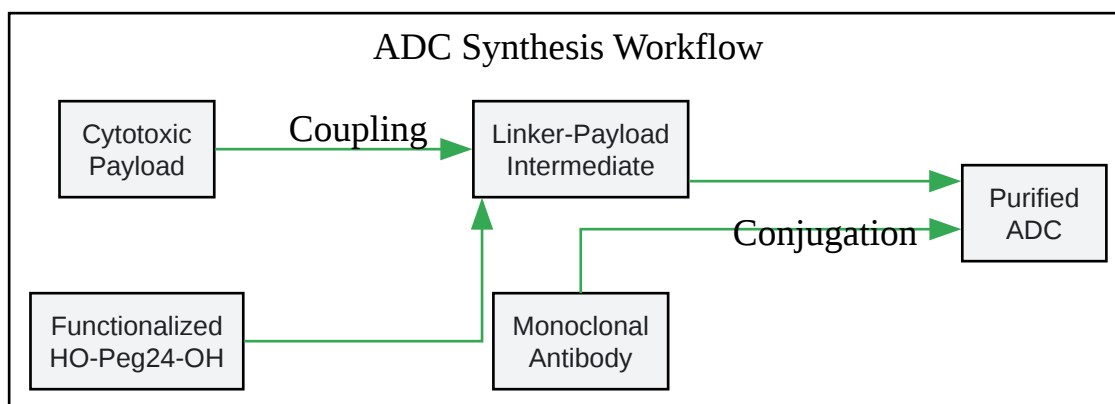 ADC Synthesis Workflow
Cytotoxic
Payload
Coupling
Linker-Payload
Intermediate
Purified
ADC
Conjugation
Functionalized
HO-Peg24-OH
Monoclonal
Antibody